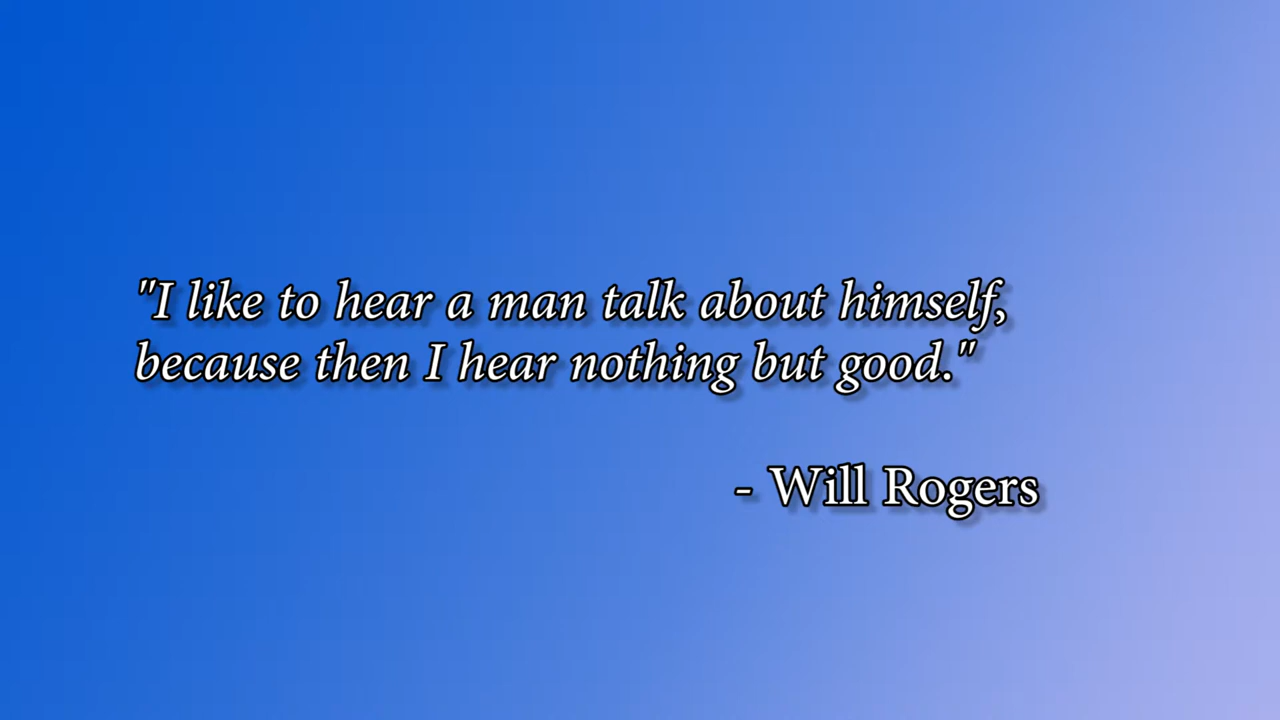 "I like to hear a man talk about himself,
because then I hear nothing but good."
- Will Rogers